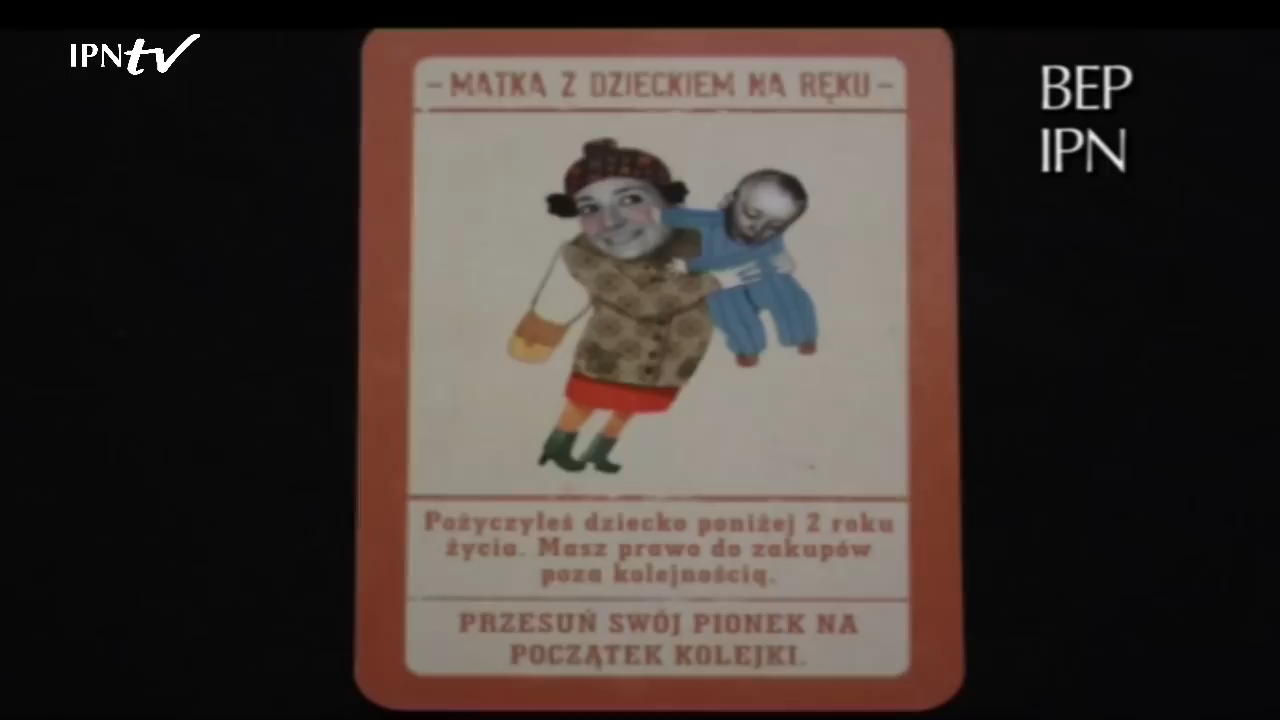 IPNtv
BEP
IPN
- MATKA Z DZIECKIEM NA RĘKU -
Pożyczyłeś dziecko poniżej 2 roku
życia. Masz prawo do zakupów
poza kolejnością.
PRZESUŃ SWÓJ PIONEK NA
POCZĄTEK KOLEJKI.